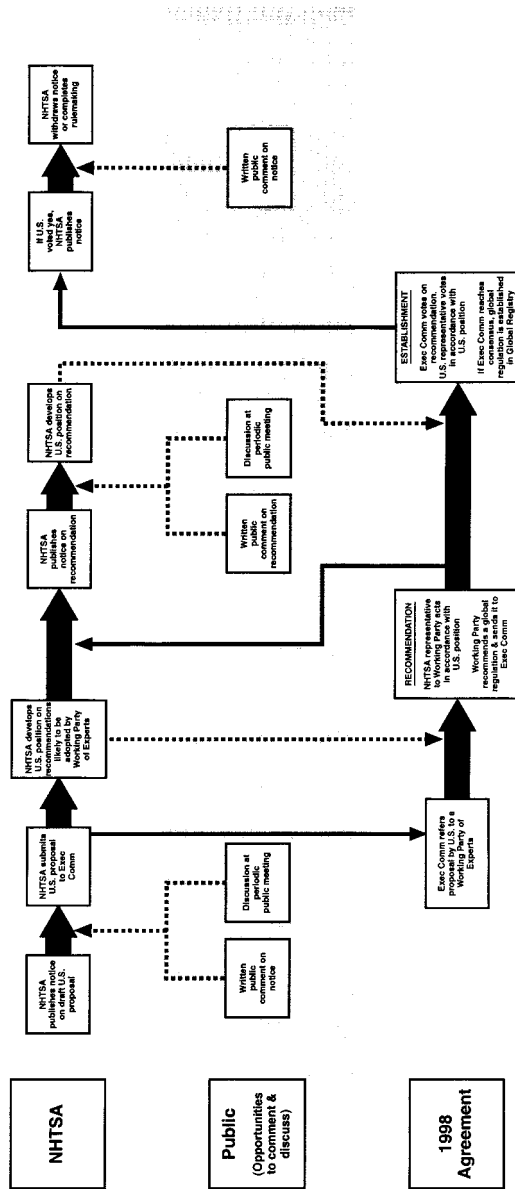 NHTSA
NHTSA
publishes notice
on draft U.S.
proposal
NHTSA submits
U.S. proposal
to Exec
Comm
NHTSA develops
U.S. position on
recommendations
likely to be
adopted by
Working Party
of Experts
NHTSA
publishes
notice on
recommendation
NHTSA develops
U.S. position on
recommendation
If U.S.
voted yes,
NHTSA
publishes
notice
NHTSA
withdraws notice
or completes
rulemaking
Public
(Opportunities
to comment &
discuss)
Written
public
comment on
notice
Discussion at
periodic
public meeting
Written
public
comment on
recommendation
Discussion at
periodic
public meeting
Written
public
comment on
notice
1998
Agreement
Exec Comm refers
proposal by U.S. to a
Working Party of
Experts
RECOMMENDATION
NHTSA representative
to Working Party acts
in accordance with
U.S. position
Working Party
recommends a global
regulation & sends it to
Exec Comm
ESTABLISHMENT
Exec Comm votes on
recommendation.
U.S. representative votes
in accordance with
U.S. position
If Exec Comm reaches
consensus, global
regulation is established
in Global Registry